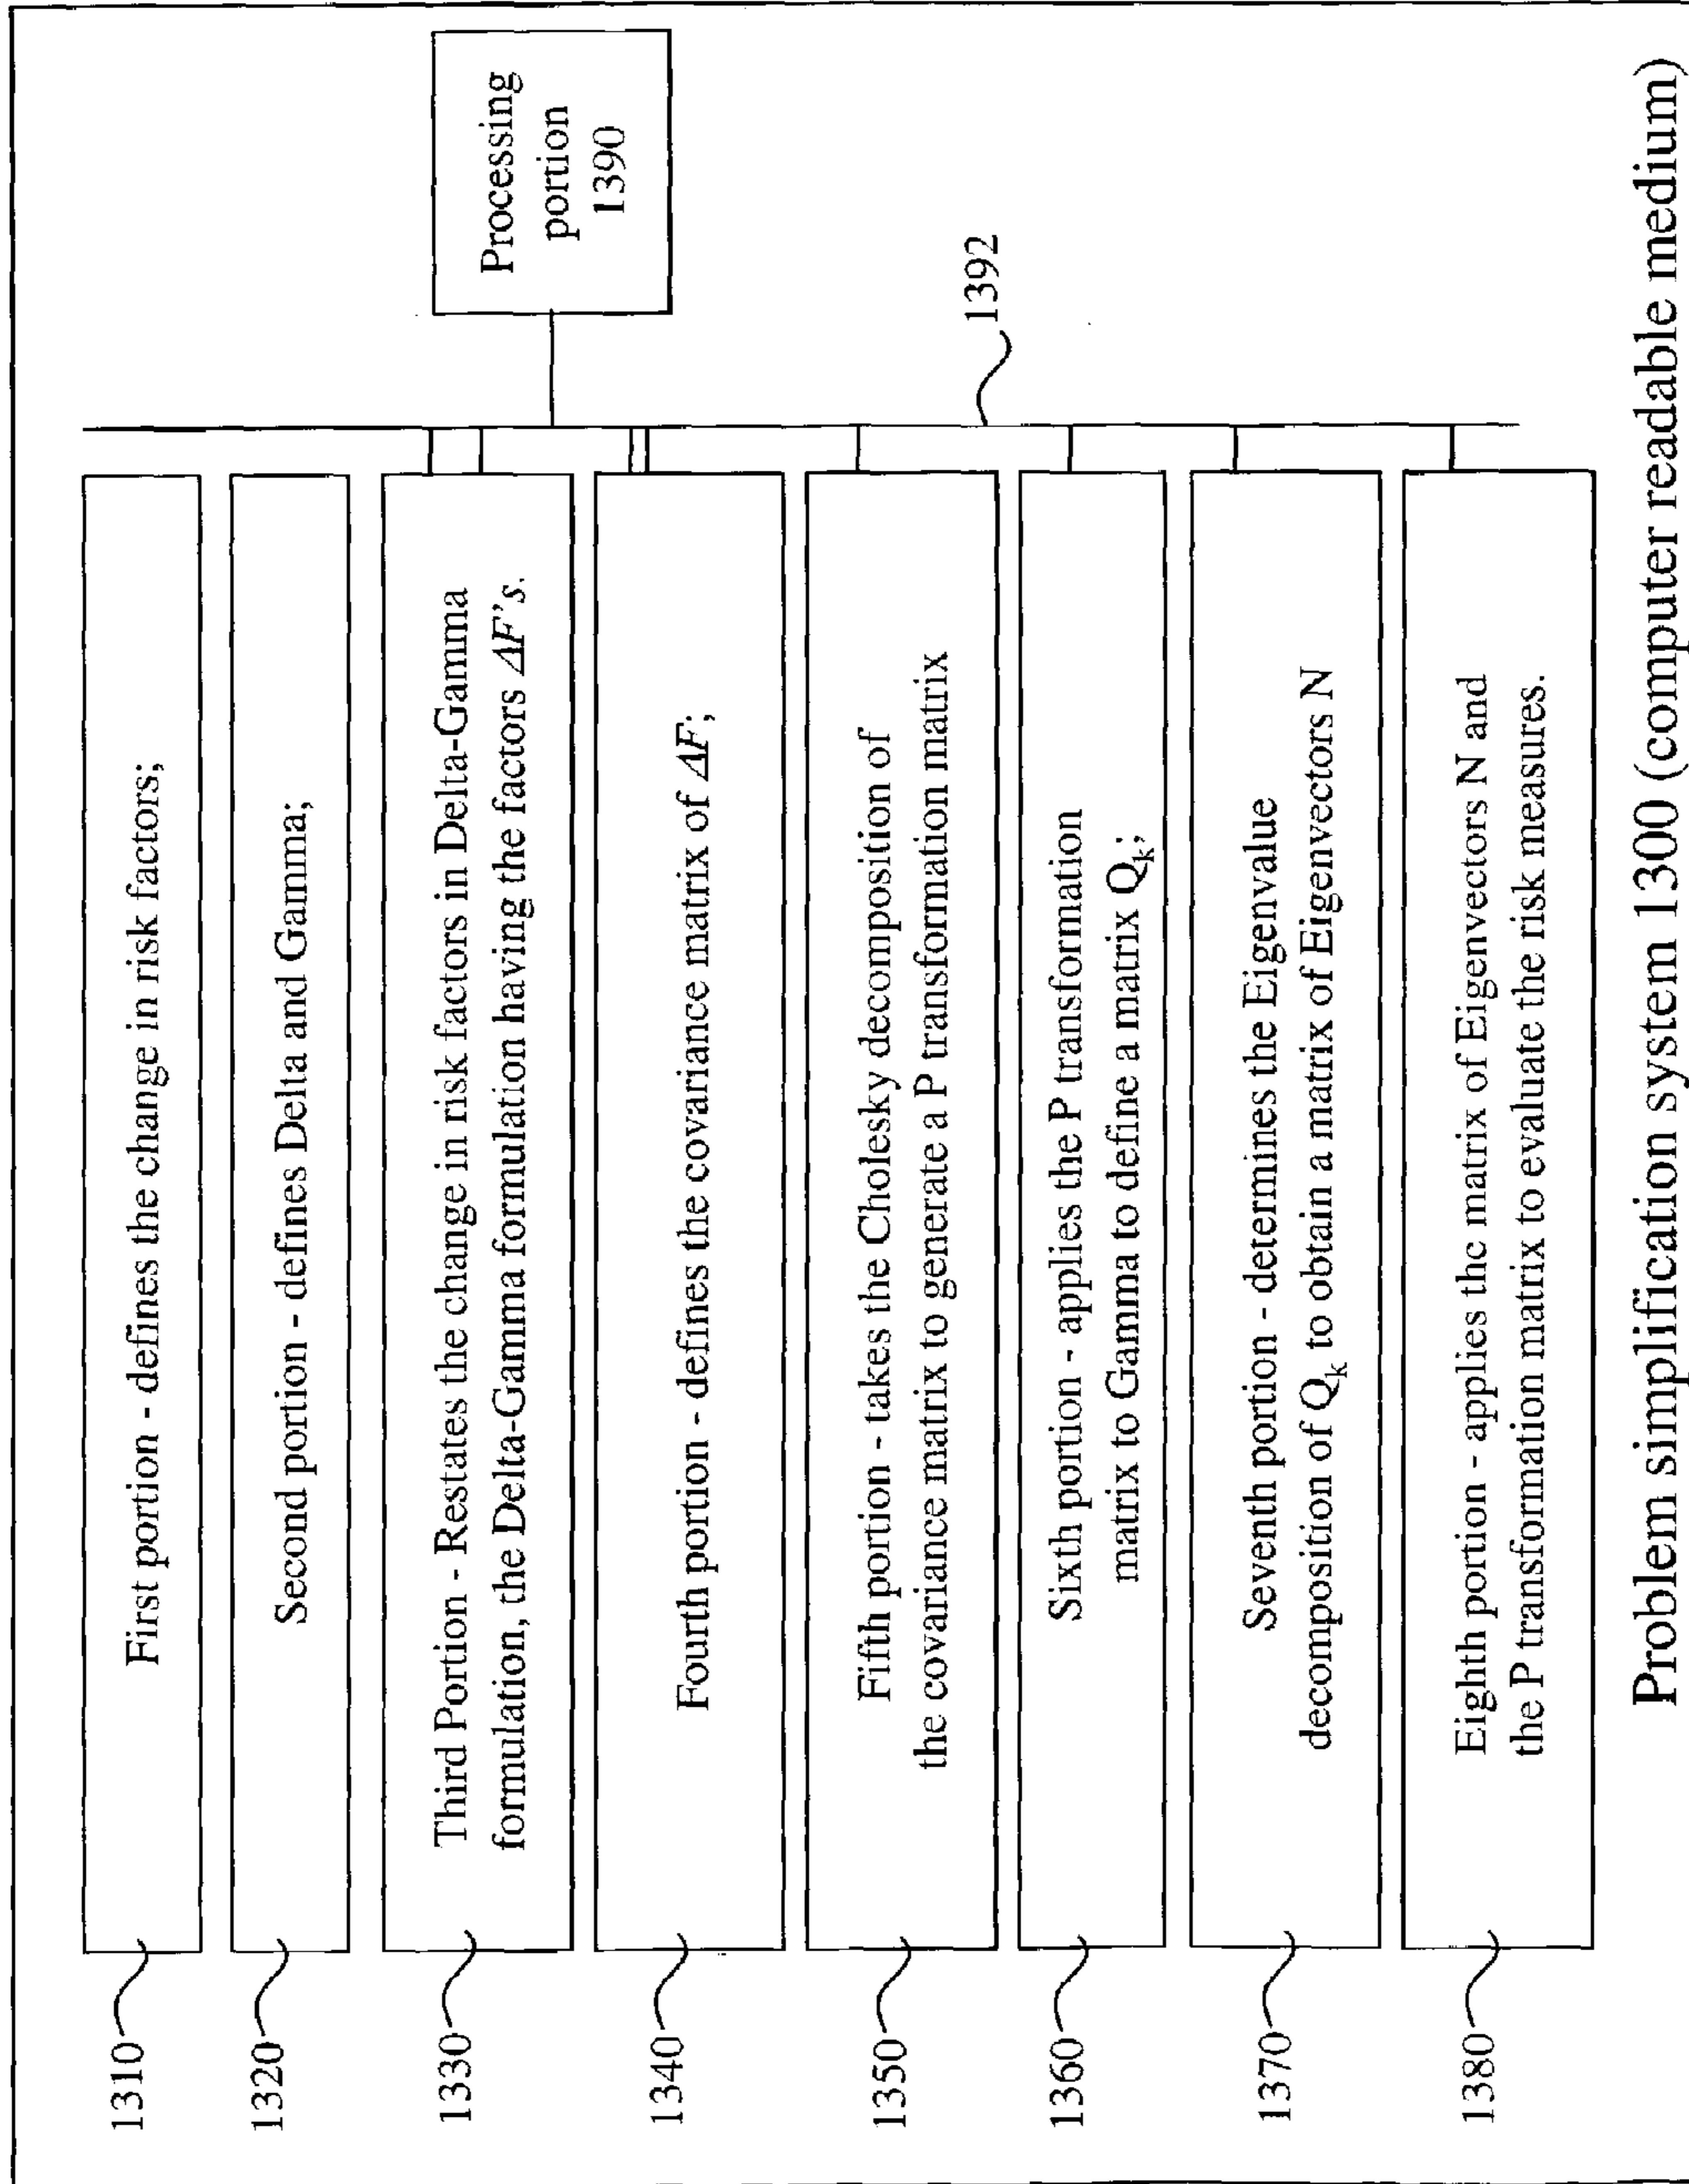 1310
First portion - defines the change in risk factors;
1320
Second portion - defines Delta and Gamma;
1330
Third Portion - Restates the change in risk factors in Delta-Gamma
formulation, the Delta-Gamma formulation having the factors ΔF's.
1340
Fourth portion - defines the covariance matrix of ΔF;
1350
Fifth portion - takes the Cholesky decomposition of
the covariance matrix to generate a P transformation matrix
1360
Sixth portion - applies the P transformation
matrix to Gamma to define a matrix Qk;
1370
Seventh portion - determines the Eigenvalue
decomposition of Qk to obtain a matrix of Eigenvectors N
1380
Eighth portion - applies the matrix of Eigenvectors N and
the P transformation matrix to evaluate the risk measures.
Processing
portion
1390
1392
Problem simplification system 1300 (computer readable medium)